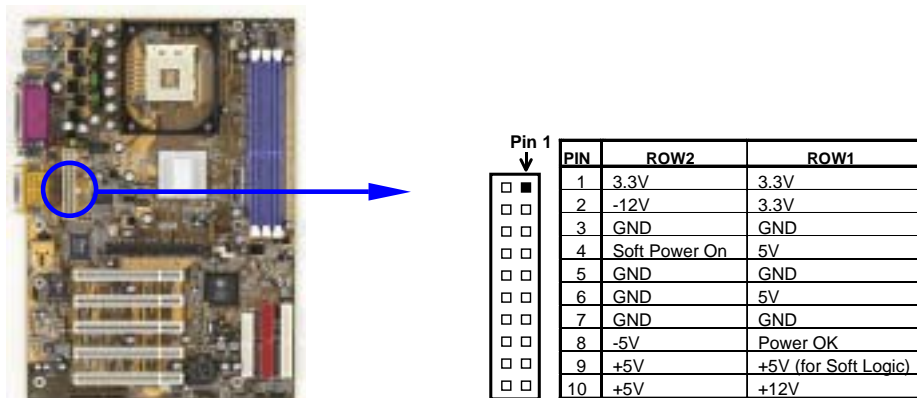 Pin 1
PIN ROW2 ROW1
1 3.3V 3.3V
2 -12V 3.3V
3 GND GND
4 Soft Power On 5V
5 GND GND
6 GND 5V
7 GND GND
8 -5V Power OK
9 +5V +5V (for Soft Logic)
10 +5V +12V